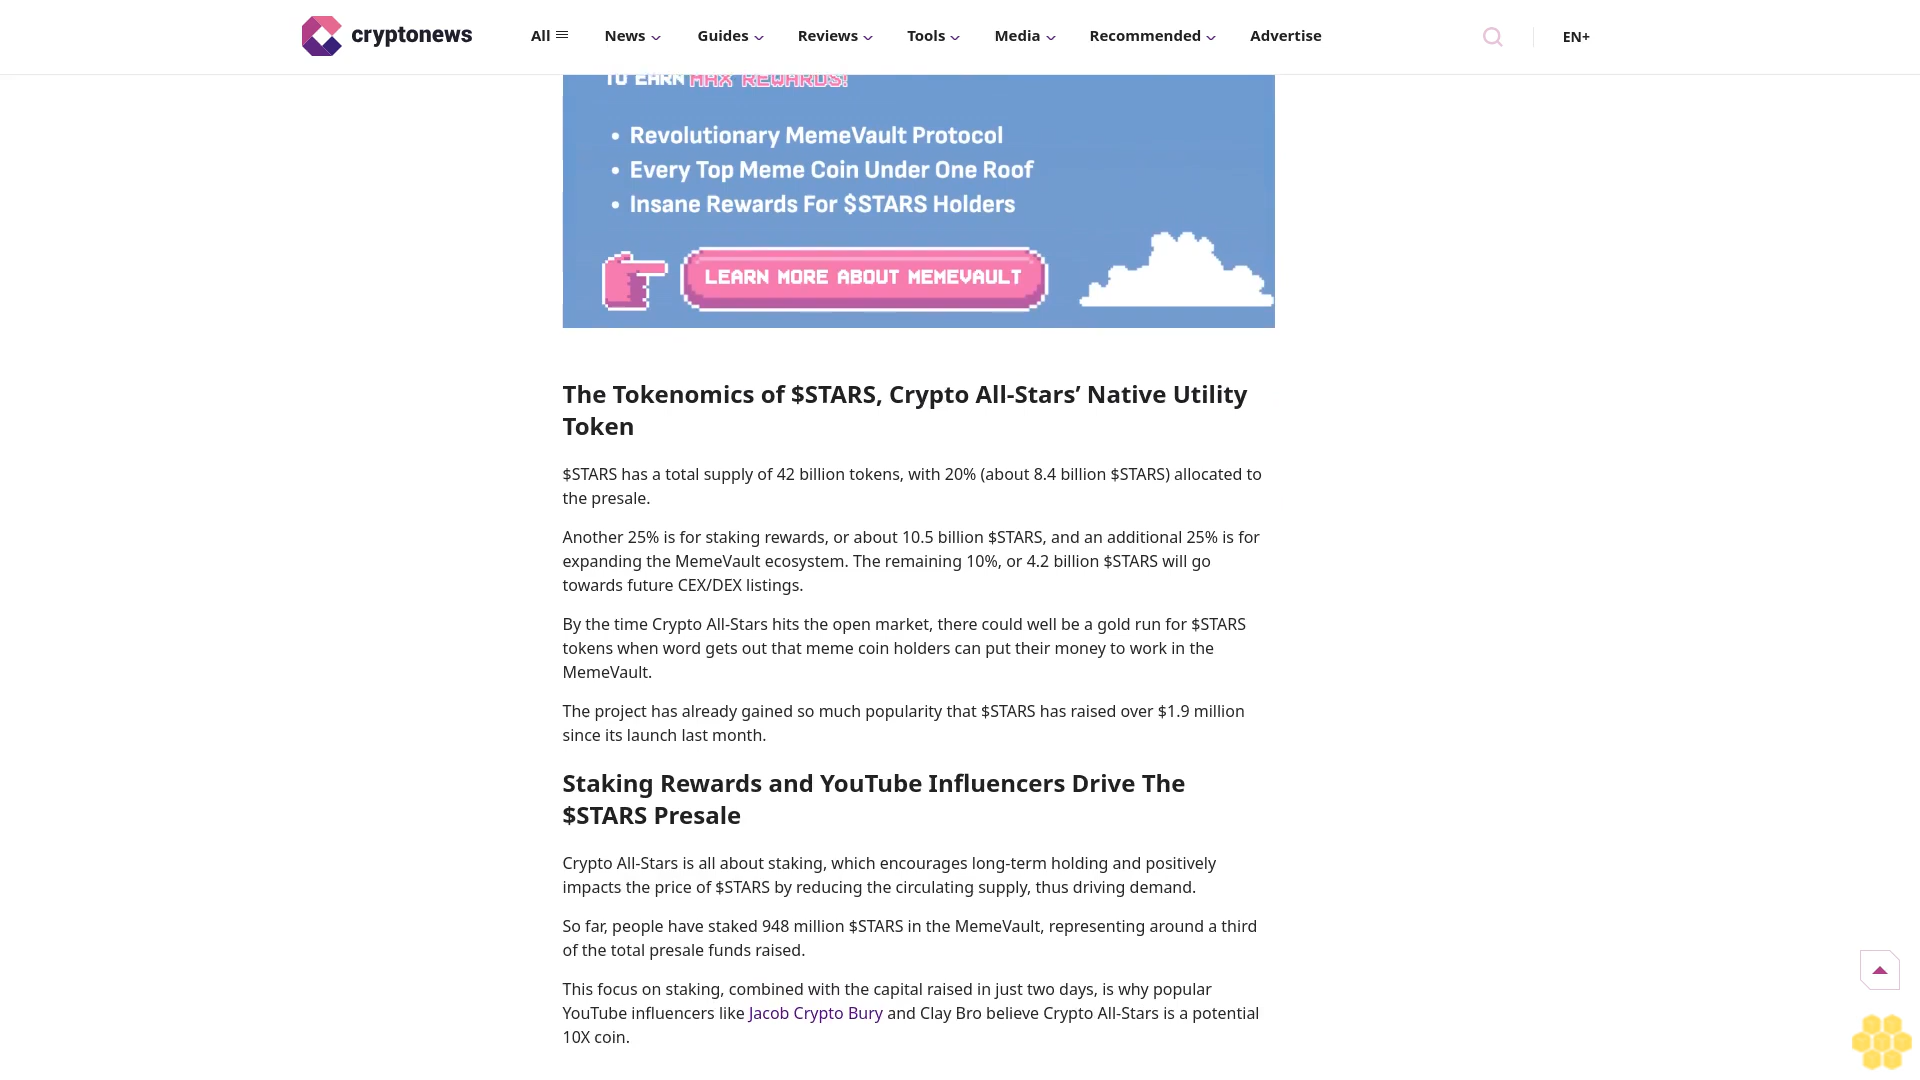 cryptonews
All
News
Guides
Reviews
Tools
Media
Recommended
Advertise
EN+
TO EARN MAX REWARDS!
• Revolutionary MemeVault Protocol
• Every Top Meme Coin Under One Roof
• Insane Rewards For $STARS Holders
LEARN MORE ABOUT MEMEVAULT
The Tokenomics of $STARS, Crypto All-Stars’ Native Utility
Token
$STARS has a total supply of 42 billion tokens, with 20% (about 8.4 billion $STARS) allocated to
the presale.
Another 25% is for staking rewards, or about 10.5 billion $STARS, and an additional 25% is for
expanding the MemeVault ecosystem. The remaining 10%, or 4.2 billion $STARS will go
towards future CEX/DEX listings.
By the time Crypto All-Stars hits the open market, there could well be a gold run for $STARS
tokens when word gets out that meme coin holders can put their money to work in the
MemeVault.
The project has already gained so much popularity that $STARS has raised over $1.9 million
since its launch last month.
Staking Rewards and YouTube Influencers Drive The
$STARS Presale
Crypto All-Stars is all about staking, which encourages long-term holding and positively
impacts the price of $STARS by reducing the circulating supply, thus driving demand.
So far, people have staked 948 million $STARS in the MemeVault, representing around a third
of the total presale funds raised.
This focus on staking, combined with the capital raised in just two days, is why popular
YouTube influencers like Jacob Crypto Bury and Clay Bro believe Crypto All-Stars is a potential
10X coin.